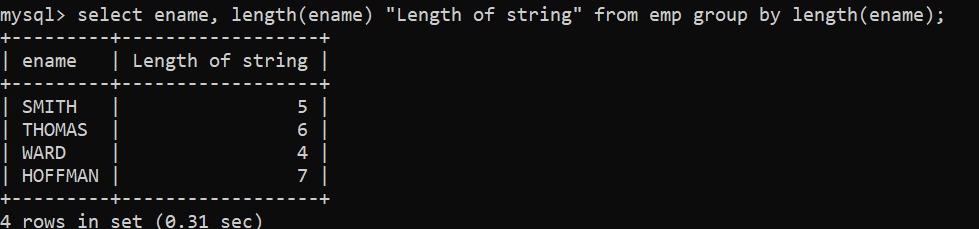 mysql> select ename, length(ename) "Length of string" from emp group by length(ename);
+---------+------------------+
| ename   | Length of string |
+---------+------------------+
| SMITH   |                5 |
| THOMAS  |                6 |
| WARD    |                4 |
| HOFFMAN |                7 |
+---------+------------------+
4 rows in set (0.31 sec)